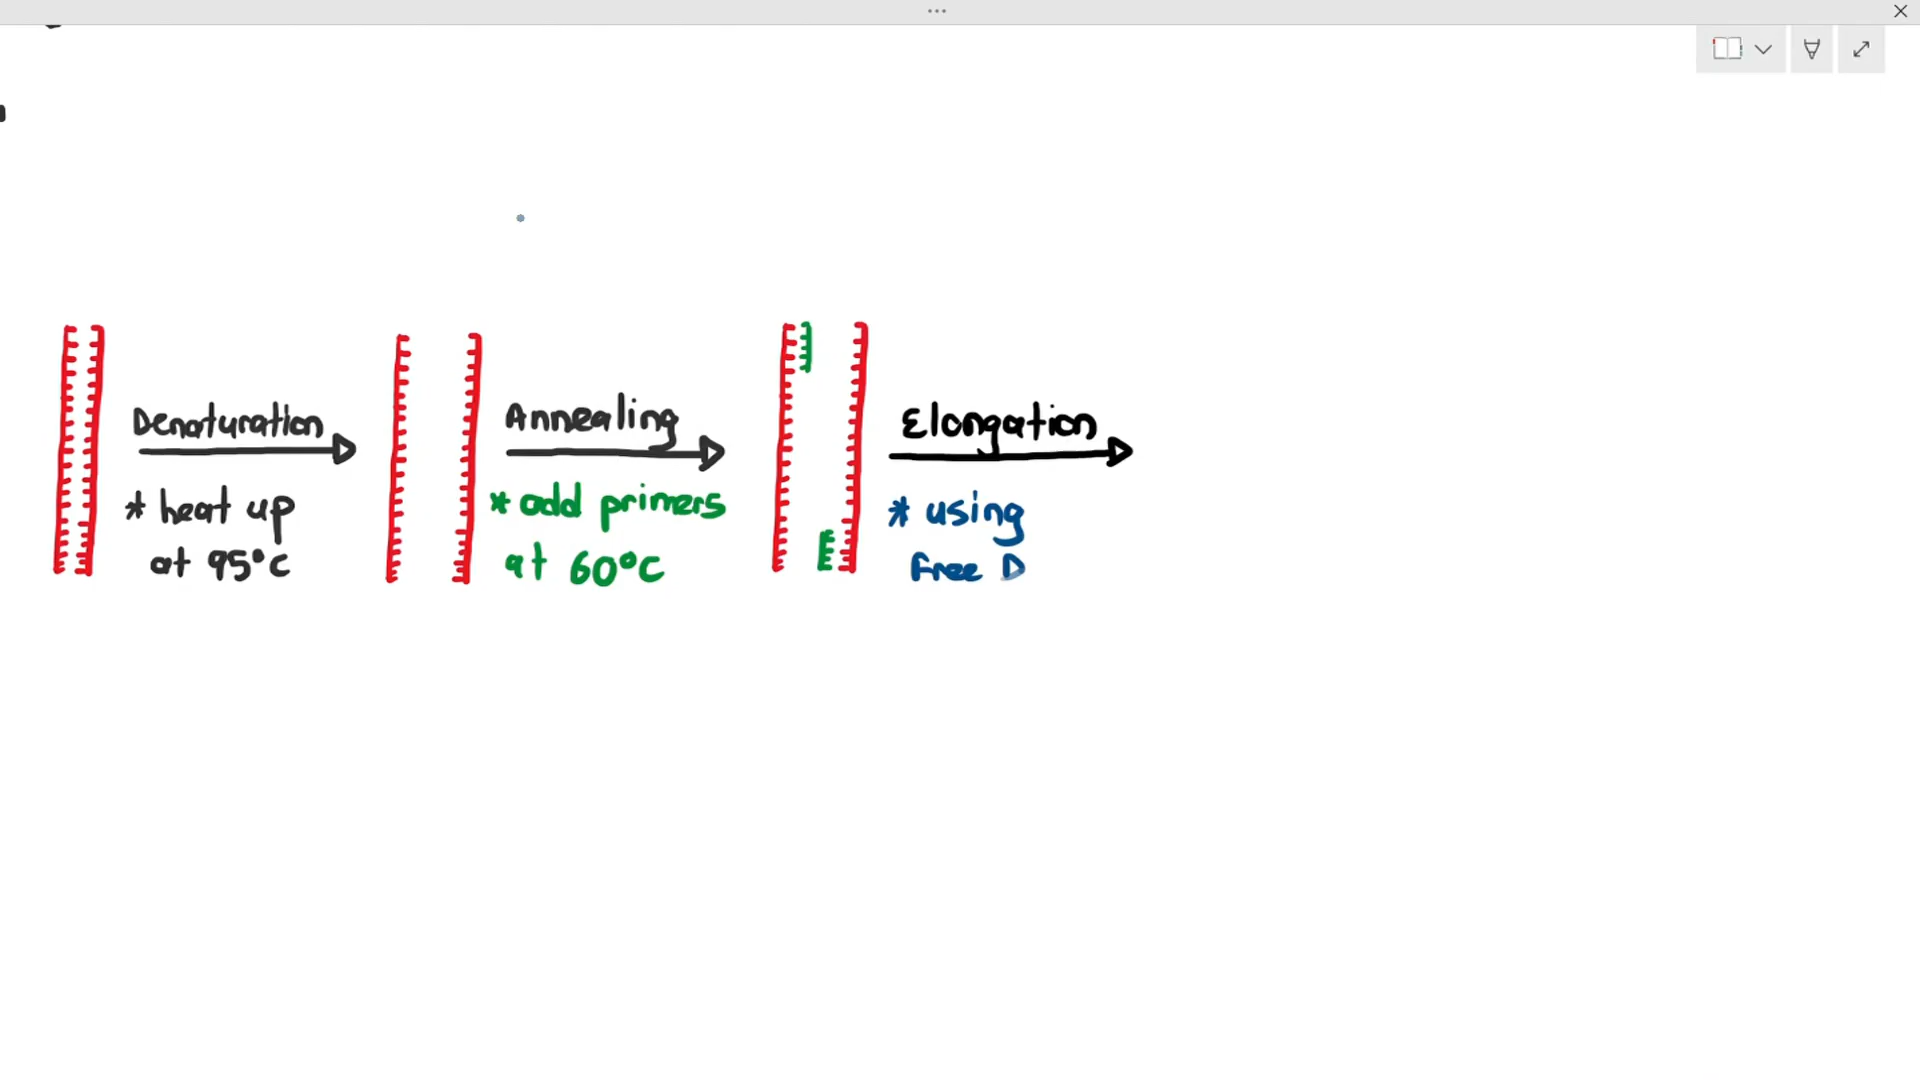 Denaturation
* heat up
at 95°C
Annealing
* add primers
at 60°C
Elongation
* using
free D